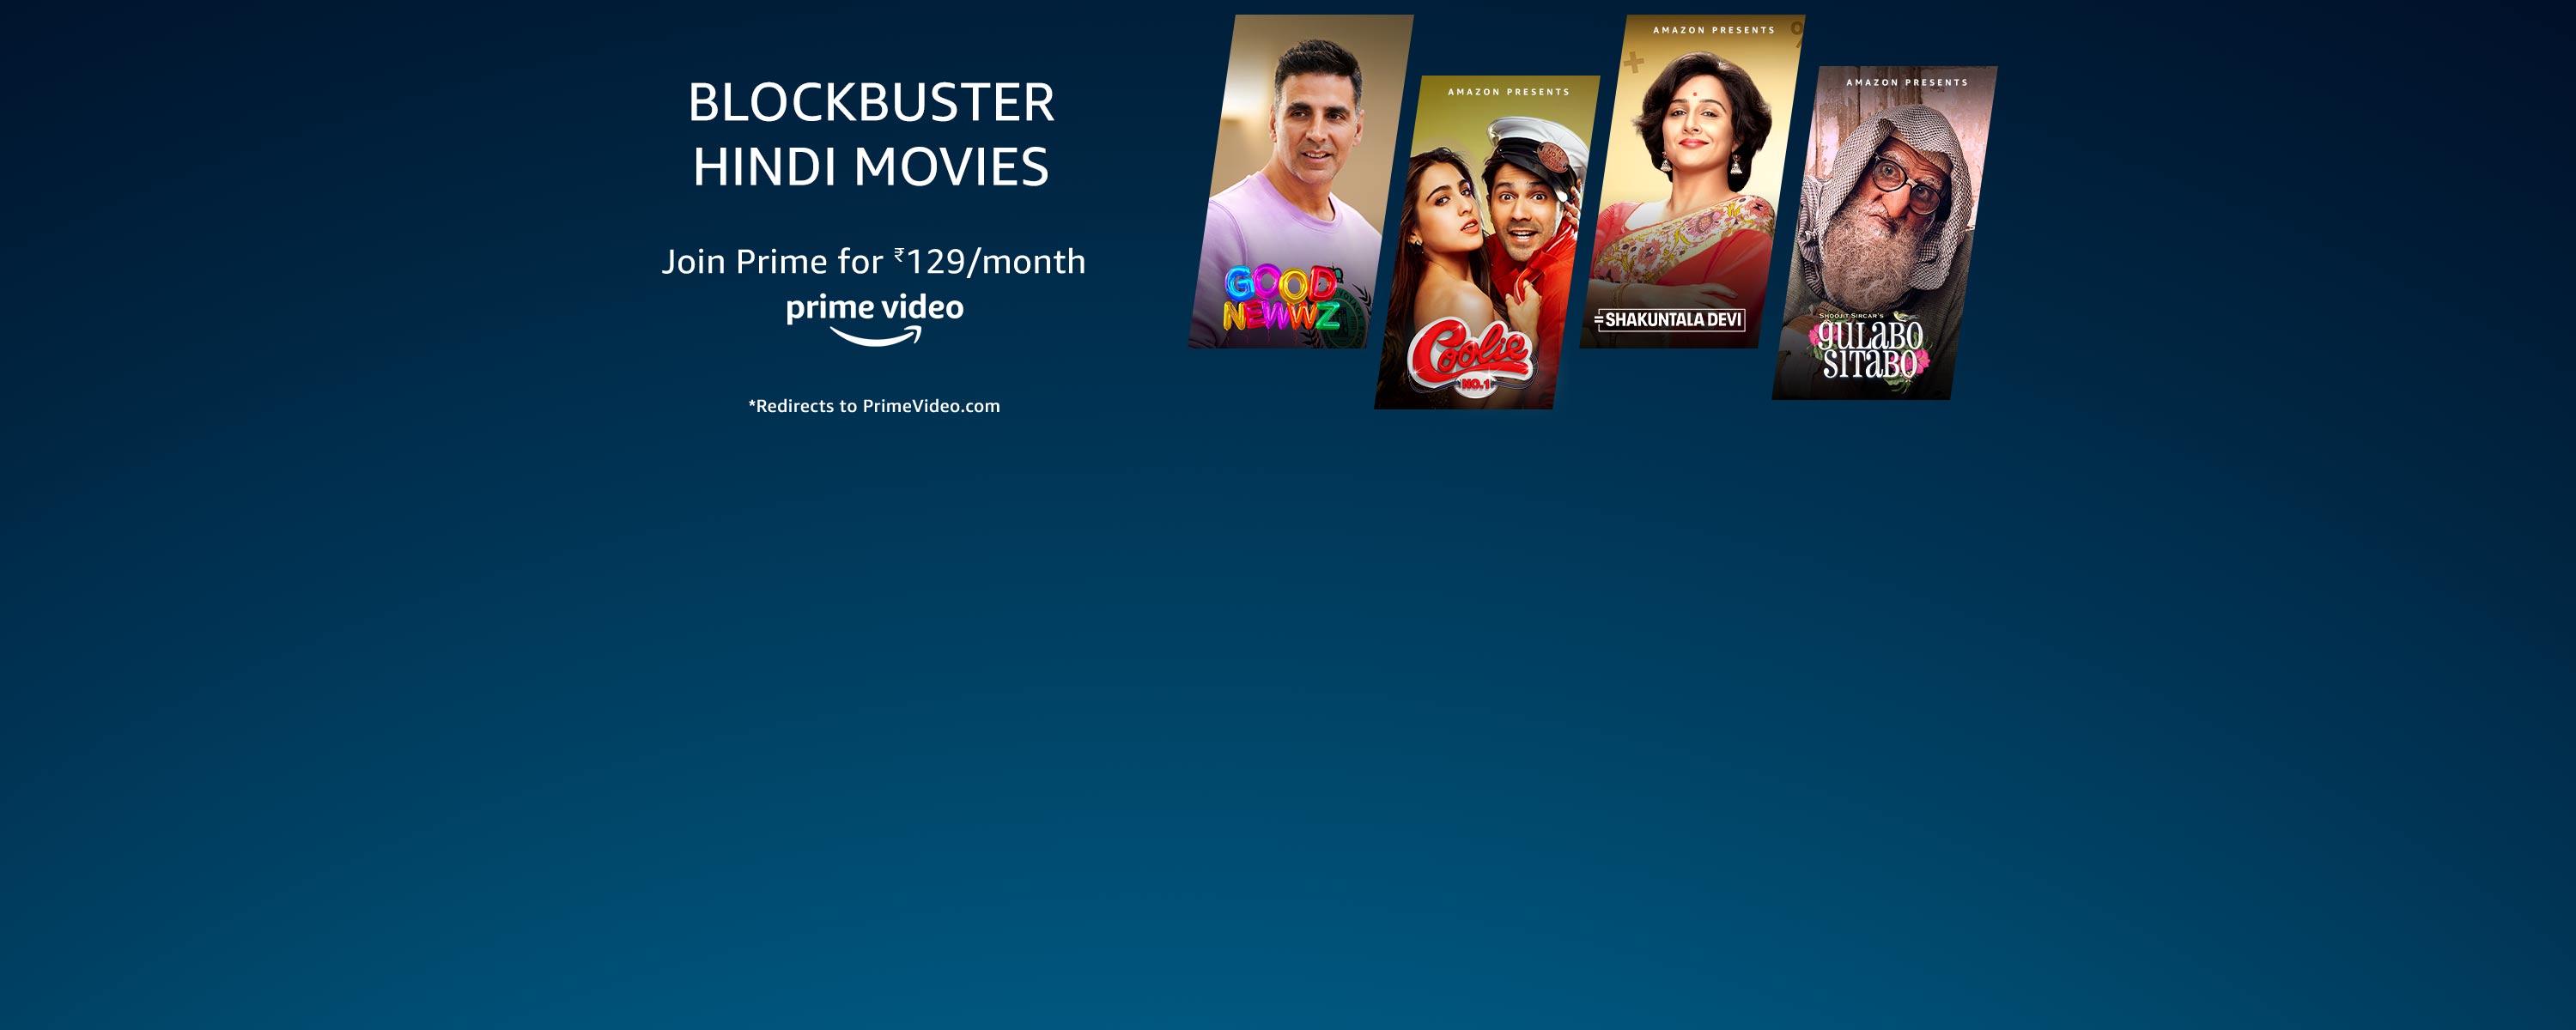 BLOCKBUSTER
HINDI MOVIES
Join Prime for ₹129/month
prime video
*Redirects to PrimeVideo.com
GOOD
NEWWZ
AMAZON PRESENTS
Coolie
NO.1
AMAZON PRESENTS
=SHAKUNTALA DEVI
AMAZON PRESENTS
SHOOJIT SIRCAR'S
gULABO
SITABO